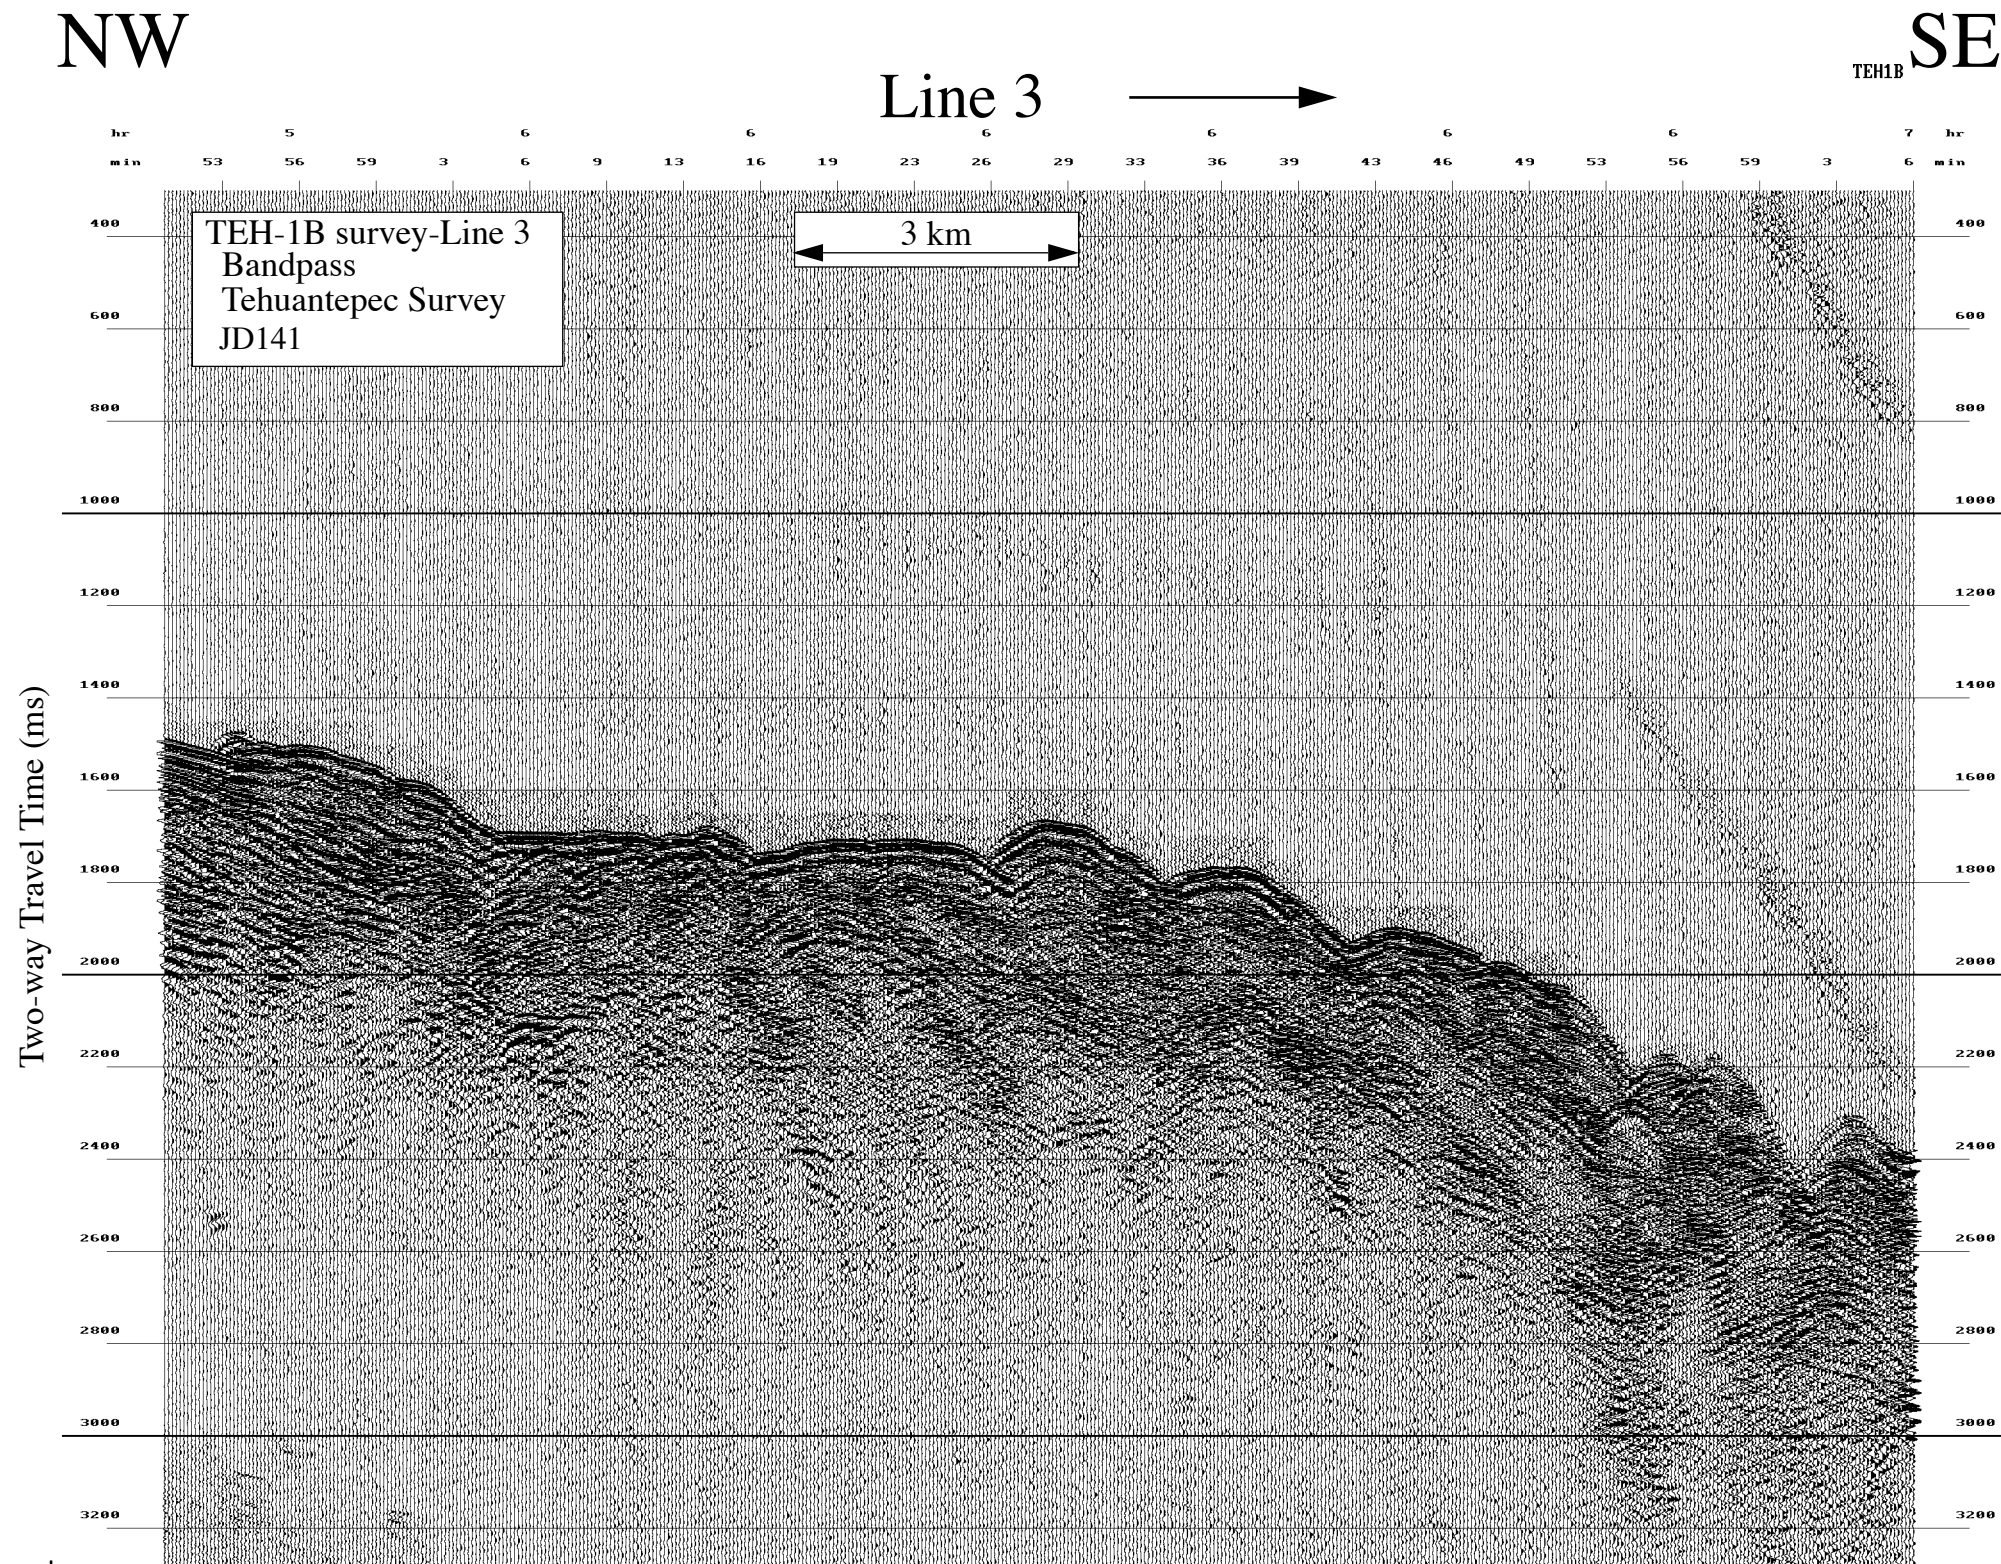 NW SE
TEH1B
Line 3
hr 5 6 6 6 6 6 6 7 hr
min 53 56 59 3 6 9 13 16 19 23 26 29 33 36 39 43 46 49 53 56 59 3 6 min
TEH-1B survey-Line 3
Bandpass
Tehuantepec Survey
JD141
3 km
400 400
600 600
800 800
1000 1000
1200 1200
1400 1400
1600 1600
1800 1800
2000 2000
2200 2200
2400 2400
2600 2600
2800 2800
3000 3000
3200 3200
Two-way Travel Time (ms)